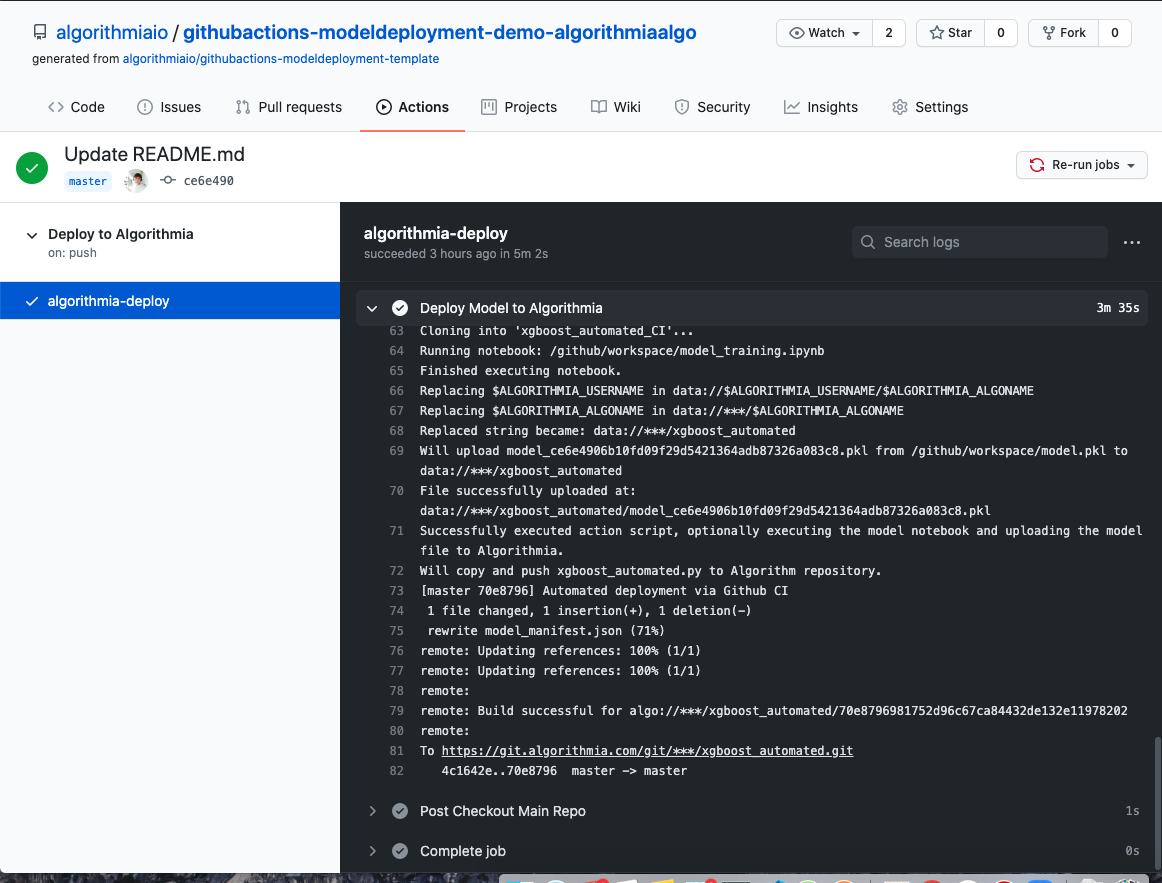 algorithmiaio / githubactions-modeldeployment-demo-algorithmiaalgo
Watch 2 Star 0 Fork 0
generated from algorithmiaio/githubactions-modeldeployment-template
Code Issues Pull requests Actions Projects Wiki Security Insights Settings
Update README.md
master ce6e490
Re-run jobs
Deploy to Algorithmia
on: push
algorithmia-deploy
algorithmia-deploy
succeeded 3 hours ago in 5m 2s
Search logs
Deploy Model to Algorithmia 3m 35s
63 Cloning into 'xgboost_automated_CI'...
64 Running notebook: /github/workspace/model_training.ipynb
65 Finished executing notebook.
66 Replacing $ALGORITHMIA_USERNAME in data://$ALGORITHMIA_USERNAME/$ALGORITHMIA_ALGONAME
67 Replacing $ALGORITHMIA_ALGONAME in data://***/$ALGORITHMIA_ALGONAME
68 Replaced string became: data://***/xgboost_automated
69 Will upload model_ce6e4906b10fd09f29d5421364adb87326a083c8.pkl from /github/workspace/model.pkl to
data://***/xgboost_automated
70 File successfully uploaded at:
data://***/xgboost_automated/model_ce6e4906b10fd09f29d5421364adb87326a083c8.pkl
71 Successfully executed action script, optionally executing the model notebook and uploading the model
file to Algorithmia.
72 Will copy and push xgboost_automated.py to Algorithm repository.
73 [master 70e8796] Automated deployment via Github CI
74 1 file changed, 1 insertion(+), 1 deletion(-)
75 rewrite model_manifest.json (71%)
76 remote: Updating references: 100% (1/1)
77 remote: Updating references: 100% (1/1)
78 remote:
79 remote: Build successful for algo://***/xgboost_automated/70e8796981752d96c67ca84432de132e11978202
80 remote:
81 To https://git.algorithmia.com/git/***/xgboost_automated.git
82 4c1642e..70e8796 master -> master
Post Checkout Main Repo 1s
Complete job 0s